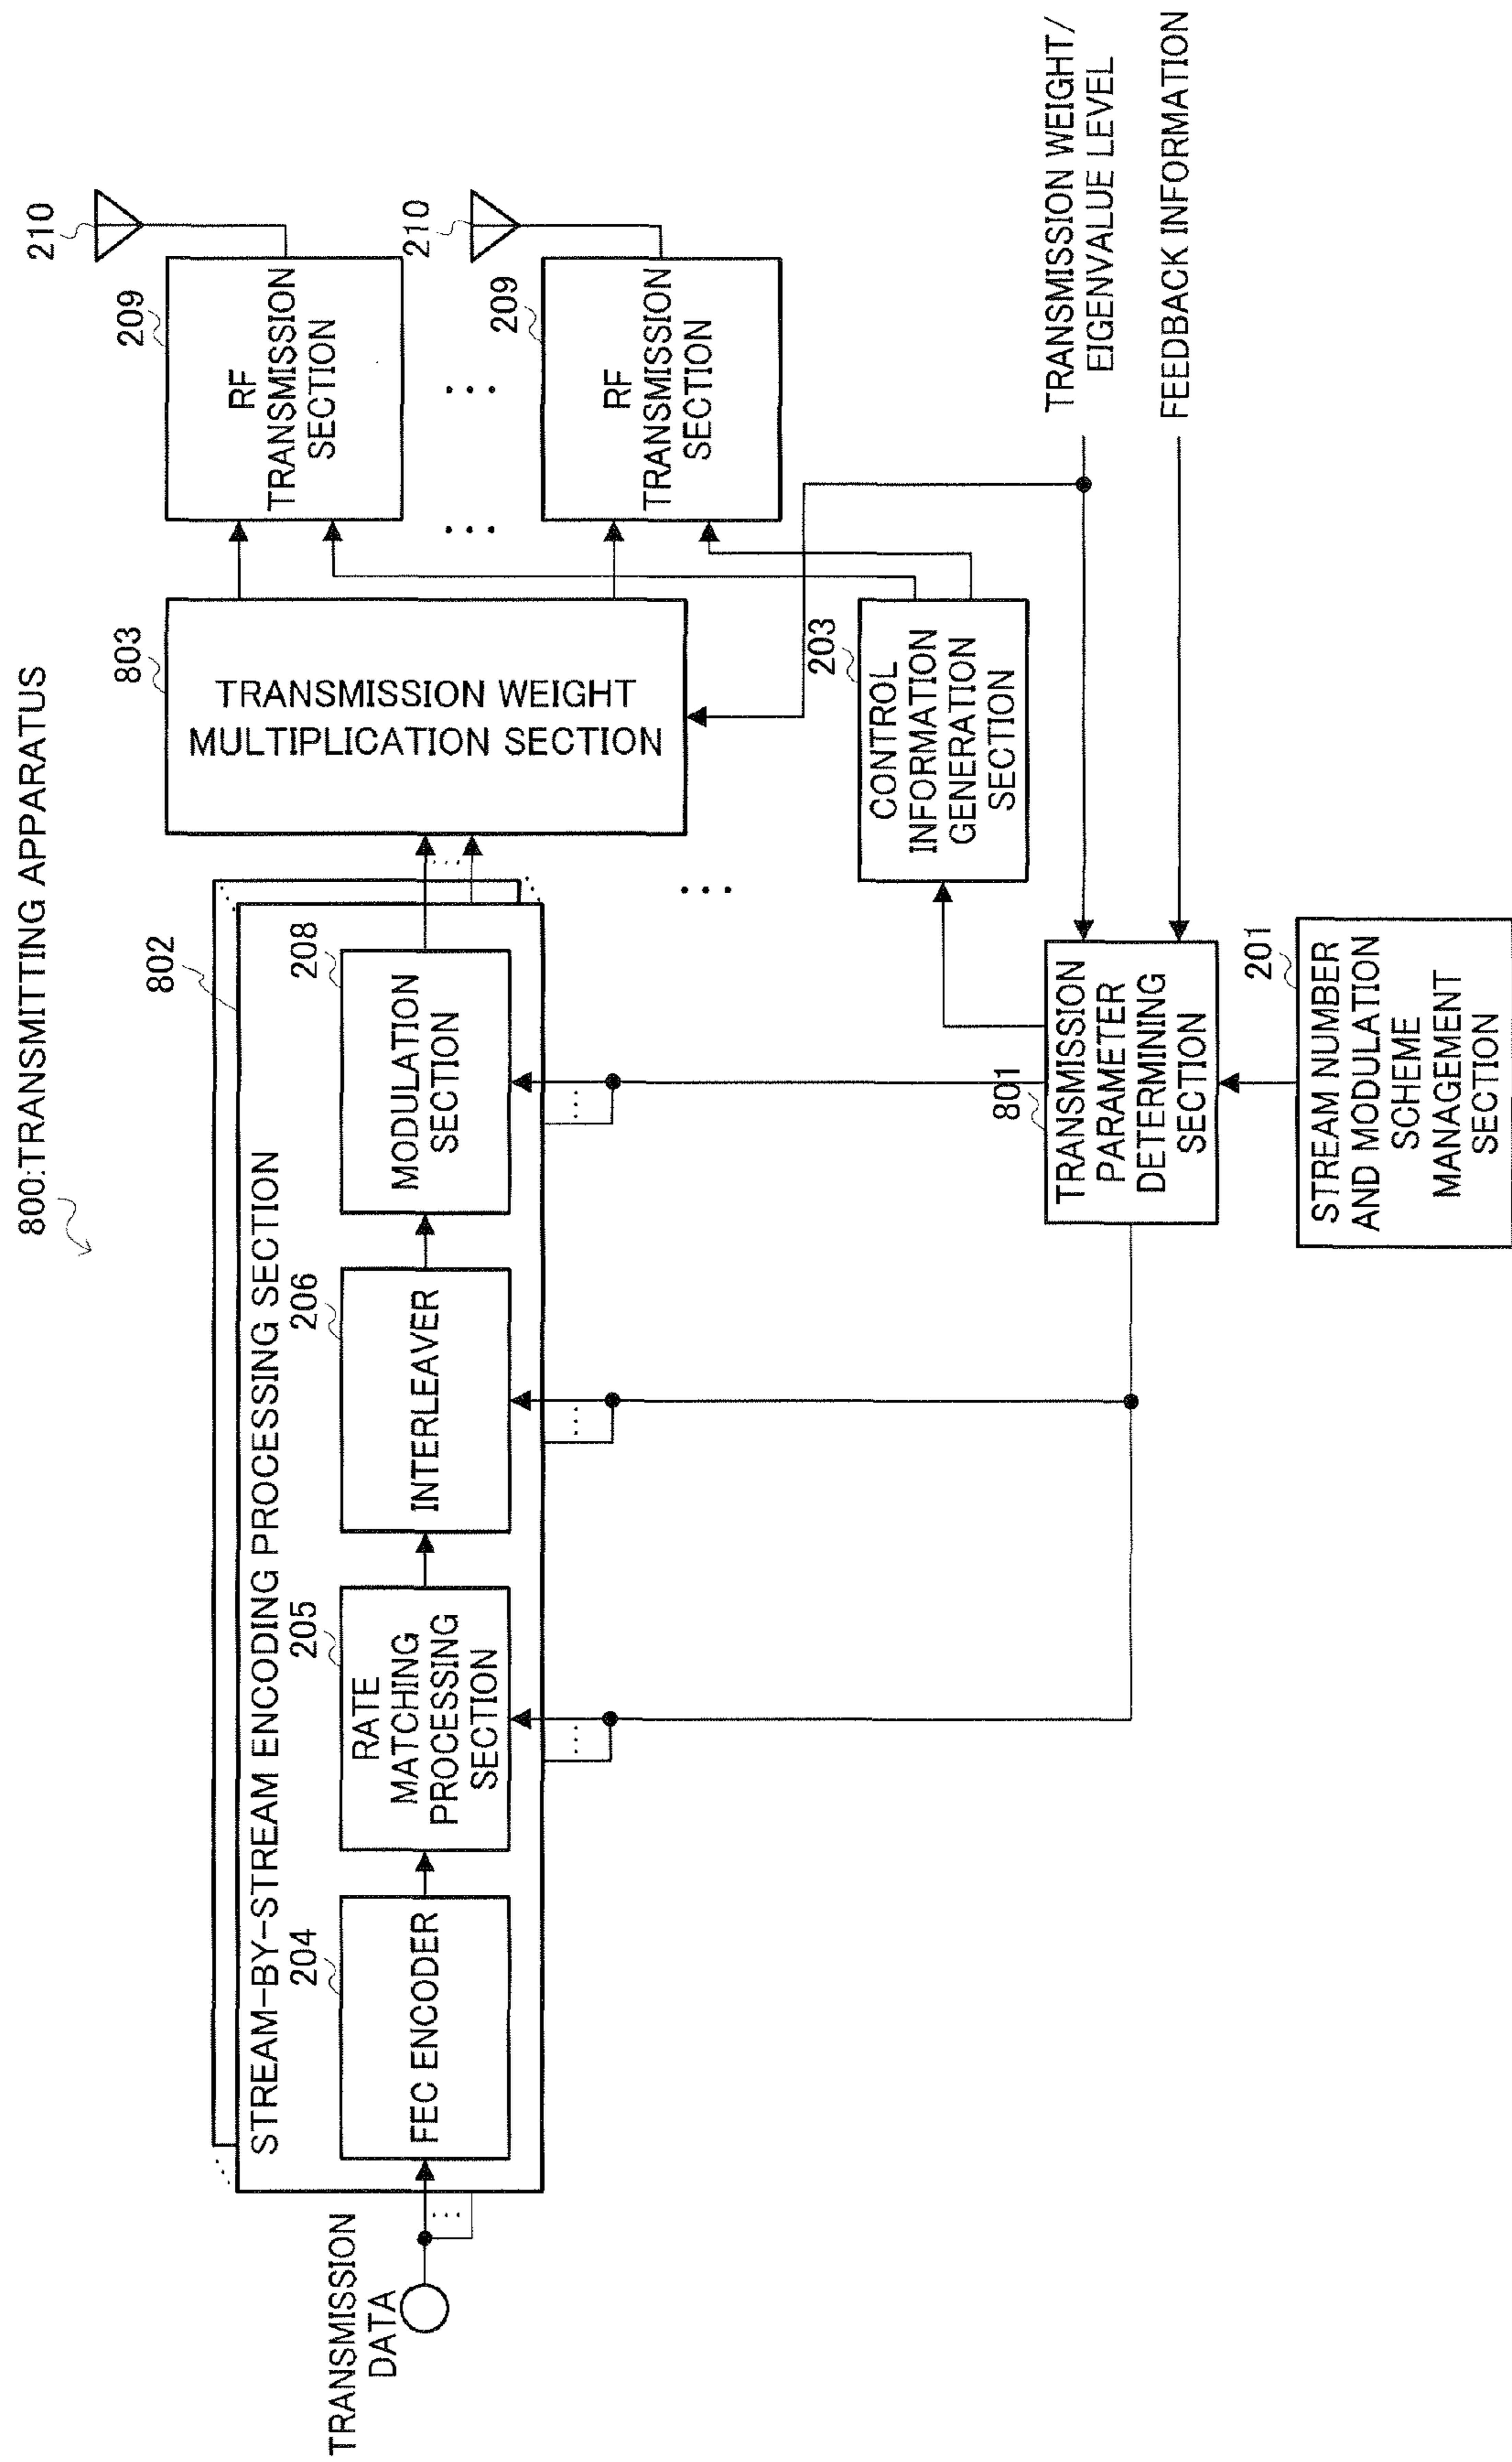 800:TRANSMITTING APPARATUS
802
STREAM-BY-STREAM ENCODING PROCESSING SECTION
TRANSMISSION
DATA
204
FEC ENCODER
205
RATE
MATCHING
PROCESSING
SECTION
206
INTERLEAVER
208
MODULATION
SECTION
803
TRANSMISSION WEIGHT
MULTIPLICATION SECTION
209
RF
TRANSMISSION
SECTION
210
209
RF
TRANSMISSION
SECTION
210
203
CONTROL
INFORMATION
GENERATION
SECTION
TRANSMISSION WEIGHT/
EIGENVALUE LEVEL
FEEDBACK INFORMATION
801
TRANSMISSION
PARAMETER
DETERMINING
SECTION
201
STREAM NUMBER
AND MODULATION
SCHEME
MANAGEMENT
SECTION